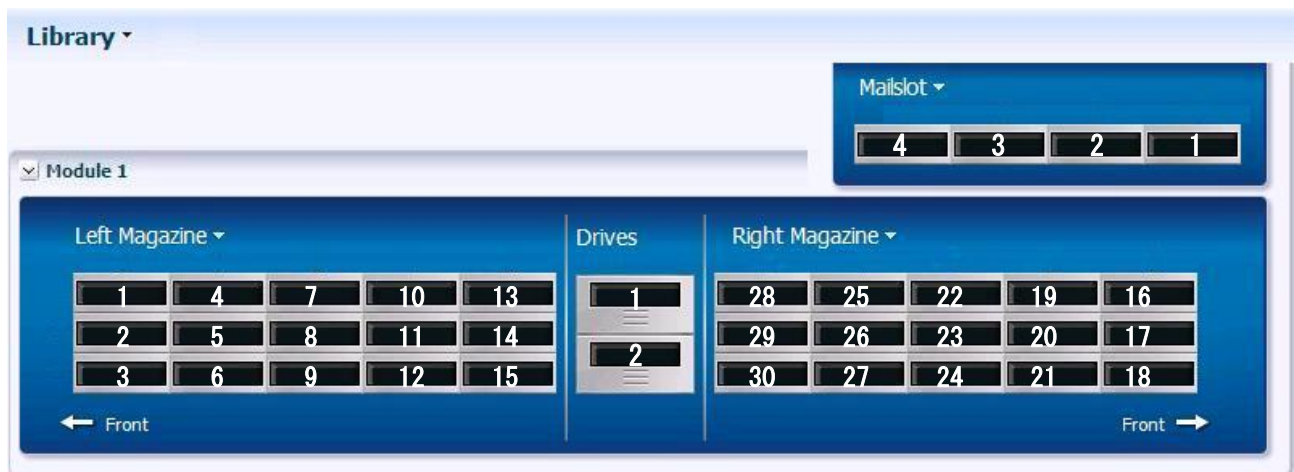 Library
Mailslot
4 3 2 1
Module 1
Left Magazine Drives Right Magazine
1 4 7 10 13 1 28 25 22 19 16
2 5 8 11 14 2 29 26 23 20 17
3 6 9 12 15 30 27 24 21 18
Front Front